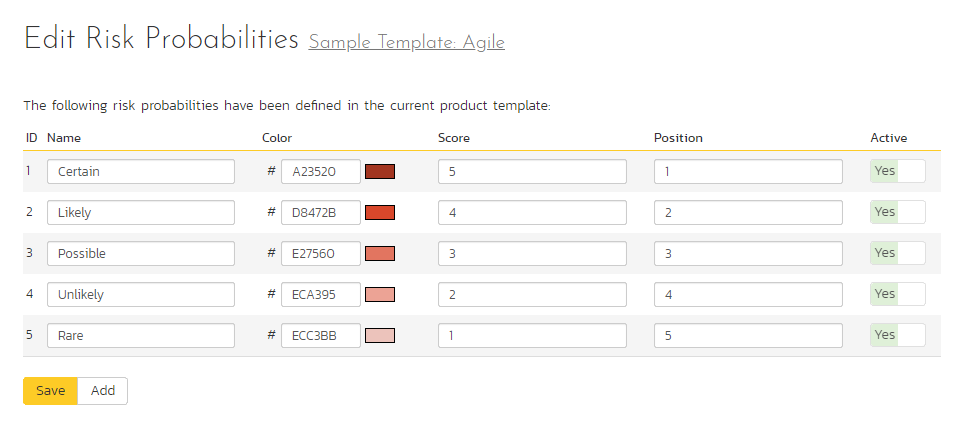 Edit Risk Probabilities Sample Template: Agile
The following risk probabilities have been defined in the current product template:
ID Name Color Score Position Active
1 Certain # A23520 5 1 Yes
2 Likely # D8472B 4 2 Yes
3 Possible # E27560 3 3 Yes
4 Unlikely # ECA395 2 4 Yes
5 Rare # ECC3BB 1 5 Yes
Save Add